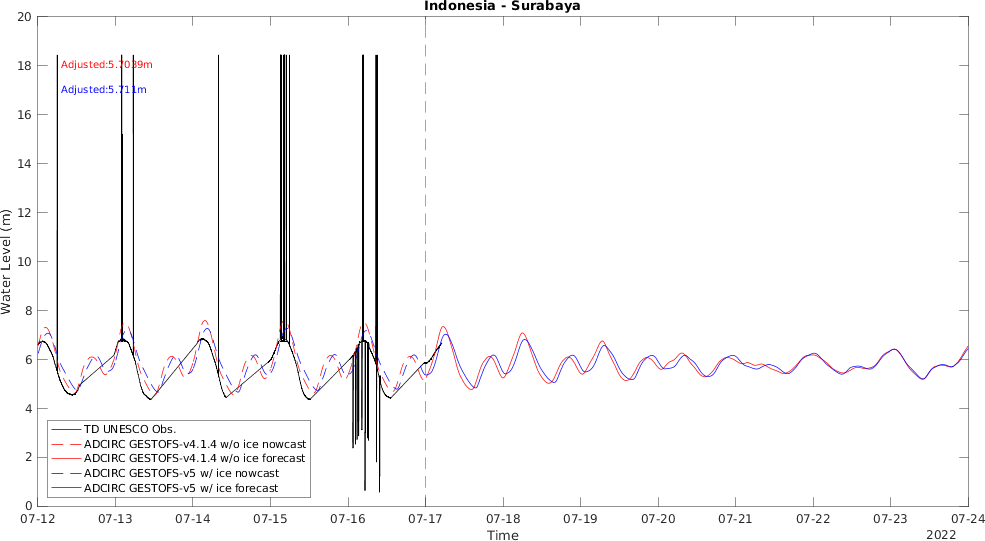 Indonesia - Surabaya
20
18
16
14
12
10
8
6
4
2
0
Water Level (m)
Adjusted:5.7039m
Adjusted:5.711m
TD UNESCO Obs.
ADCIRC GESTOFS-v4.1.4 w/o ice nowcast
ADCIRC GESTOFS-v4.1.4 w/o ice forecast
ADCIRC GESTOFS-v5 w/ ice nowcast
ADCIRC GESTOFS-v5 w/ ice forecast
07-12 07-13 07-14 07-15 07-16 07-17 07-18 07-19 07-20 07-21 07-22 07-23 07-24
Time
2022